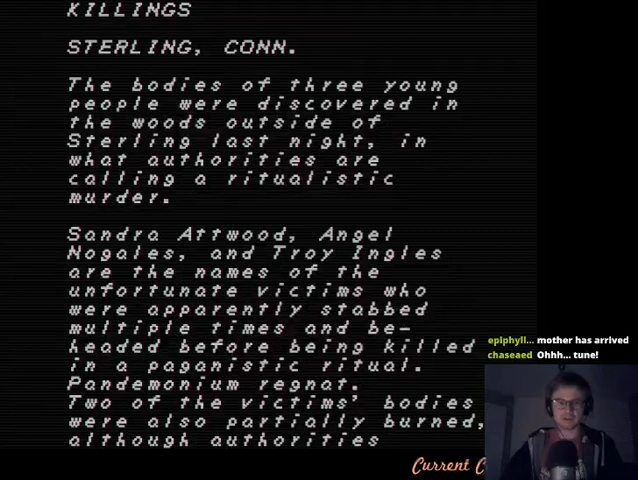 KILLINGS
STERLING, CONN.
The bodies of three young
people were discovered in
the woods outside of
Sterling last night, in
what authorities are
calling a ritualistic
murder.
Sandra Attwood, Angel
Nogales, and Troy Ingles
are the names of the
unfortunate victims who
were apparently stabbed
multiple times and be-
headed before being killed
in a paganistic ritual.
Pandemonium regnat.
Two of the victims' bodies
were also partially burned,
although authorities
epiphyll... mother has arrived
chaseaed Ohhh... tune!
Current C